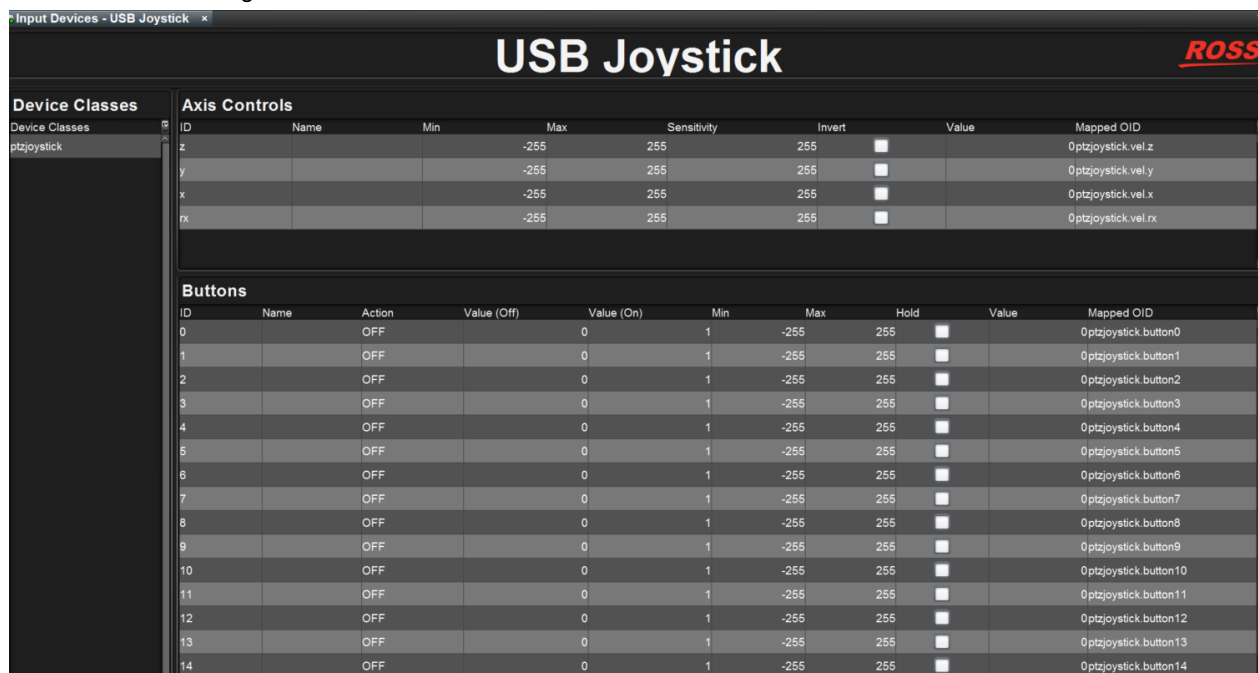 Input Devices - USB Joystick ×
USB Joystick
ROSS
Device Classes
Device Classes
ptzjoystick
Axis Controls
ID Name Min Max Sensitivity Invert Value Mapped OID
z -255 255 255 0 ptzjoystick.vel.z
y -255 255 255 0 ptzjoystick.vel.y
x -255 255 255 0 ptzjoystick.vel.x
rx -255 255 255 0 ptzjoystick.vel.rx
Buttons
ID Name Action Value (Off) Value (On) Min Max Hold Value Mapped OID
0 OFF 0 1 -255 255 0 ptzjoystick.button0
1 OFF 0 1 -255 255 0 ptzjoystick.button1
2 OFF 0 1 -255 255 0 ptzjoystick.button2
3 OFF 0 1 -255 255 0 ptzjoystick.button3
4 OFF 0 1 -255 255 0 ptzjoystick.button4
5 OFF 0 1 -255 255 0 ptzjoystick.button5
6 OFF 0 1 -255 255 0 ptzjoystick.button6
7 OFF 0 1 -255 255 0 ptzjoystick.button7
8 OFF 0 1 -255 255 0 ptzjoystick.button8
9 OFF 0 1 -255 255 0 ptzjoystick.button9
10 OFF 0 1 -255 255 0 ptzjoystick.button10
11 OFF 0 1 -255 255 0 ptzjoystick.button11
12 OFF 0 1 -255 255 0 ptzjoystick.button12
13 OFF 0 1 -255 255 0 ptzjoystick.button13
14 OFF 0 1 -255 255 0 ptzjoystick.button14